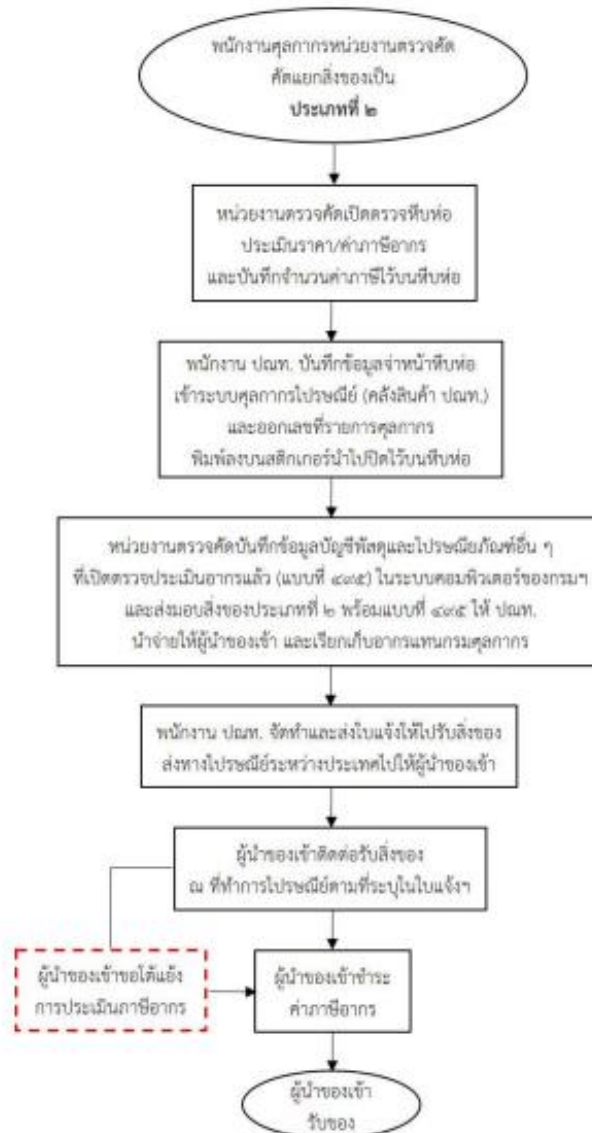 พนักงานศุลกากรหน่วยงานตรวจคัด
คัดแยกสิ่งของเป็น
ประเภทที่ ๒
หน่วยงานตรวจคัดเปิดตรวจหีบห่อ
ประเมินราคา/ค่าภาษีอากร
และบันทึกจำนวนค่าภาษีไว้บนหีบห่อ
พนักงาน ปณท. บันทึกข้อมูลจ่าหน้าหีบห่อ
เข้าระบบศุลกากรไปรษณีย์ (คลังสินค้า ปณท.)
และออกเลขที่รายการศุลกากร
พิมพ์ลงบนสติกเกอร์นำไปปิดไว้บนหีบห่อ
หน่วยงานตรวจคัดบันทึกข้อมูลบัญชีพัสดุและไปรษณียภัณฑ์อื่น ๆ
ที่เปิดตรวจประเมินอากรแล้ว (แบบที่ ๔๙๕) ในระบบคอมพิวเตอร์ของกรมฯ
และส่งมอบสิ่งของประเภทที่ ๒ พร้อมแบบที่ ๔๙๕ ให้ ปณท.
นำจ่ายให้ผู้นำของเข้า และเรียกเก็บอากรแทนกรมศุลกากร
พนักงาน ปณท. จัดทำและส่งใบแจ้งให้ไปรับสิ่งของ
ส่งทางไปรษณีย์ระหว่างประเทศไปให้ผู้นำของเข้า
ผู้นำของเข้าติดต่อรับสิ่งของ
ณ ที่ทำการไปรษณีย์ตามที่ระบุในใบแจ้งฯ
ผู้นำของเข้าขอโต้แย้ง
การประเมินภาษีอากร
ผู้นำของเข้าชำระ
ค่าภาษีอากร
ผู้นำของเข้า
รับของ